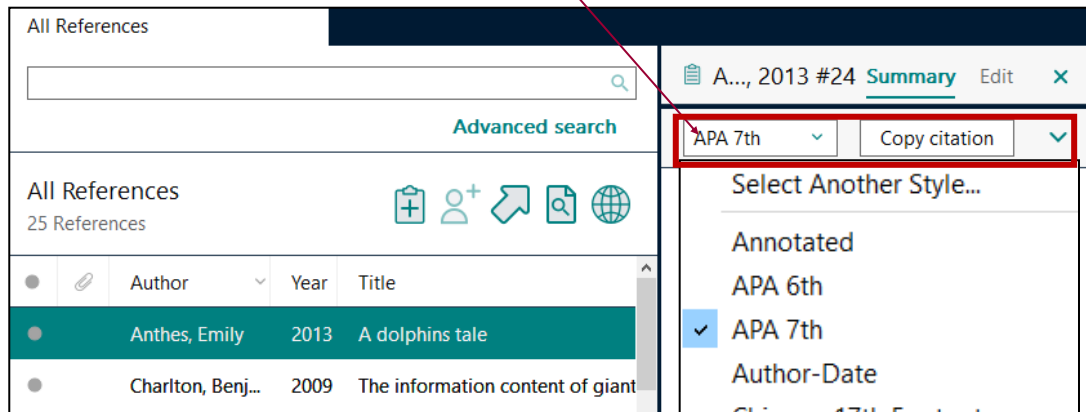 All References
A..., 2013 #24 Summary Edit
Advanced search
APA 7th Copy citation
All References
25 References
Author Year Title
Anthes, Emily 2013 A dolphins tale
Charlton, Benj... 2009 The information content of giant
Select Another Style...
Annotated
APA 6th
APA 7th
Author-Date